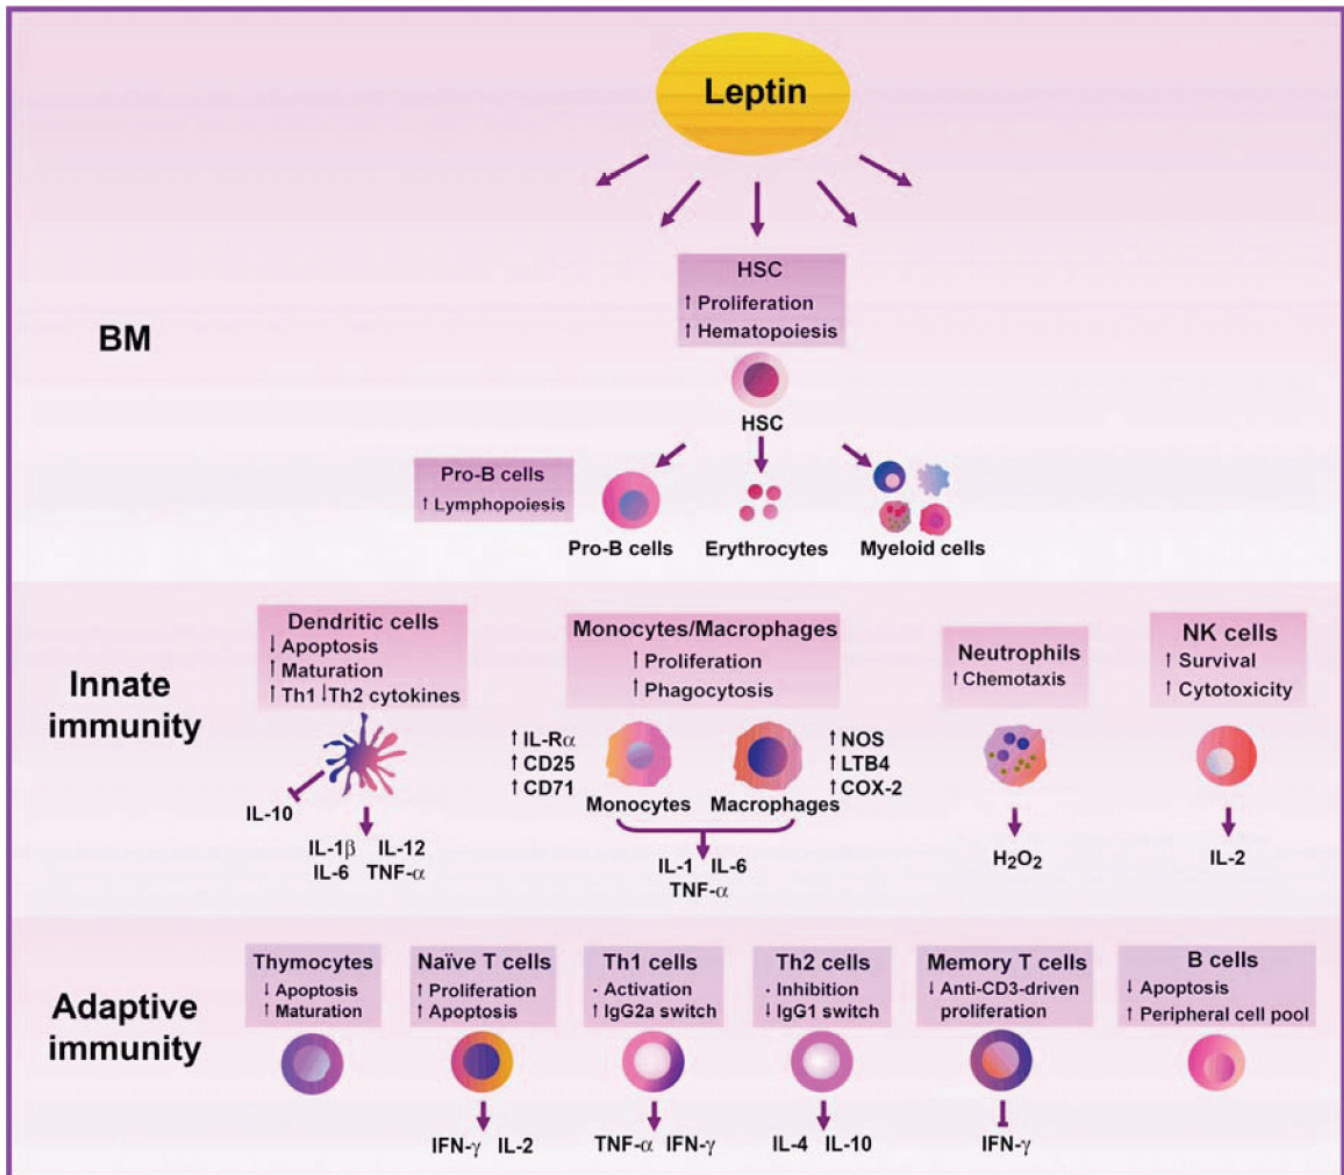 Leptin
BM
HSC
↑ Proliferation
↑ Hematopoiesis
HSC
Pro-B cells
↑ Lymphopoiesis
Pro-B cells
Erythrocytes
Myeloid cells
Innate
immunity
Dendritic cells
↓ Apoptosis
↑ Maturation
↑ Th1 ↓Th2 cytokines
IL-10
IL-1β IL-12
IL-6 TNF-α
Monocytes/Macrophages
↑ Proliferation
↑ Phagocytosis
↑ IL-Rα
↑ CD25
↑ CD71
Monocytes
Macrophages
↑ NOS
↑ LTB4
↑ COX-2
IL-1 IL-6
TNF-α
Neutrophils
↑ Chemotaxis
H₂O₂
NK cells
↑ Survival
↑ Cytotoxicity
IL-2
Adaptive
immunity
Thymocytes
↓ Apoptosis
↑ Maturation
Naïve T cells
↑ Proliferation
↑ Apoptosis
IFN-γ IL-2
Th1 cells
· Activation
↑ IgG2a switch
TNF-α IFN-γ
Th2 cells
· Inhibition
↓ IgG1 switch
IL-4 IL-10
Memory T cells
↓ Anti-CD3-driven
proliferation
IFN-γ
B cells
↓ Apoptosis
↑ Peripheral cell pool